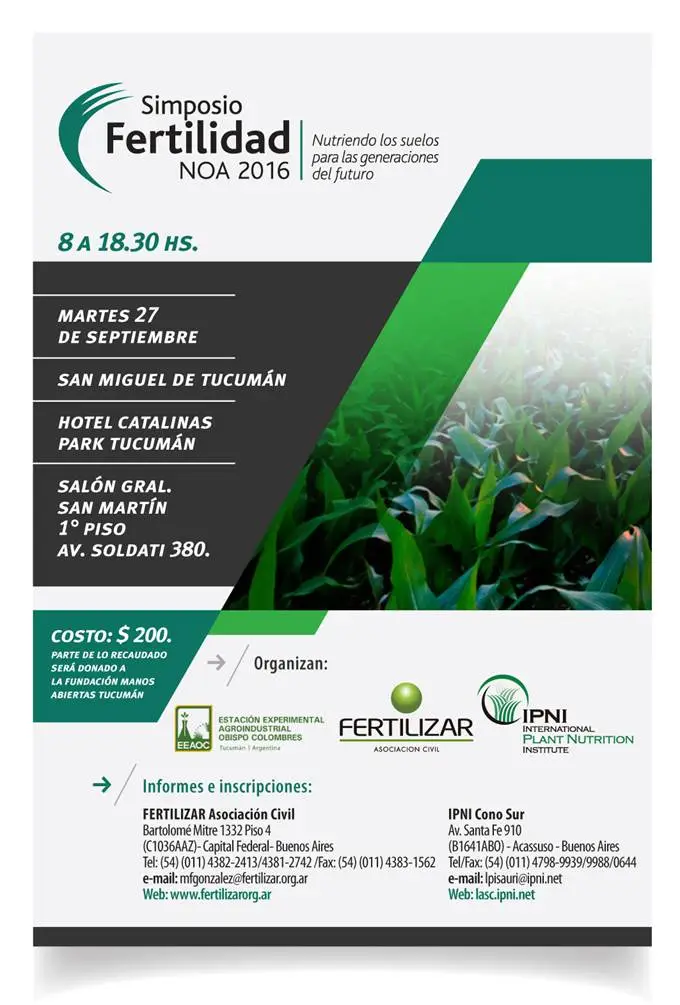 Simposio
Fertilidad
NOA 2016
Nutriendo los suelos
para las generaciones
del futuro
8 A 18.30 HS.
MARTES 27
DE SEPTIEMBRE
SAN MIGUEL DE TUCUMÁN
HOTEL CATALINAS
PARK TUCUMÁN
SALÓN GRAL.
SAN MARTÍN
1° PISO
AV. SOLDATI 380.
COSTO: $ 200.
PARTE DE LO RECAUDADO
SERÁ DONADO A
LA FUNDACIÓN MANOS
ABIERTAS TUCUMÁN
Organizan:
EEAOC
ESTACIÓN EXPERIMENTAL
AGROINDUSTRIAL
OBISPO COLOMBRES
Tucumán | Argentina
FERTILIZAR
ASOCIACION CIVIL
IPNI
INTERNATIONAL
PLANT NUTRITION
INSTITUTE
Informes e inscripciones:
FERTILIZAR Asociación Civil
Bartolomé Mitre 1332 Piso 4
(C1036AAZ)- Capital Federal- Buenos Aires
Tel: (54) (011) 4382-2413/4381-2742 /Fax: (54) (011) 4383-1562
e-mail: mfgonzalez@fertilizar.org.ar
Web: www.fertilizarorg.ar
IPNI Cono Sur
Av. Santa Fe 910
(B1641ABO) - Acassuso - Buenos Aires
Tel/Fax: (54) (011) 4798-9939/9988/0644
e-mail: lpisauri@ipni.net
Web: lasc.ipni.net